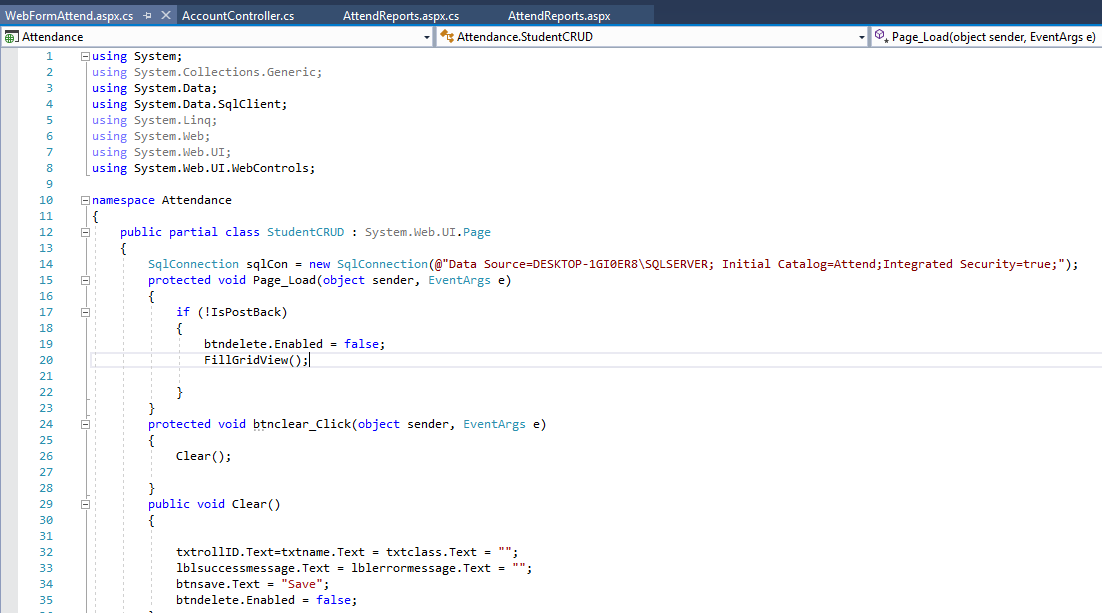 WebFormAttend.aspx.cs AccountController.cs AttendReports.aspx.cs AttendReports.aspx
Attendance Attendance.StudentCRUD Page_Load(object sender, EventArgs e)
1 using System;
2 using System.Collections.Generic;
3 using System.Data;
4 using System.Data.SqlClient;
5 using System.Linq;
6 using System.Web;
7 using System.Web.UI;
8 using System.Web.UI.WebControls;
9
10 namespace Attendance
11 {
12 public partial class StudentCRUD : System.Web.UI.Page
13 {
14 SqlConnection sqlCon = new SqlConnection(@"Data Source=DESKTOP-1GI0ER8\SQLSERVER; Initial Catalog=Attend;Integrated Security=true;");
15 protected void Page_Load(object sender, EventArgs e)
16 {
17 if (!IsPostBack)
18 {
19 btndelete.Enabled = false;
20 FillGridView();
21
22 }
23 }
24 protected void btnclear_Click(object sender, EventArgs e)
25 {
26 Clear();
27
28 }
29 public void Clear()
30 {
31
32 txtrollID.Text=txtname.Text = txtclass.Text = "";
33 lblsuccessmessage.Text = lblerrormessage.Text = "";
34 btnsave.Text = "Save";
35 btndelete.Enabled = false;